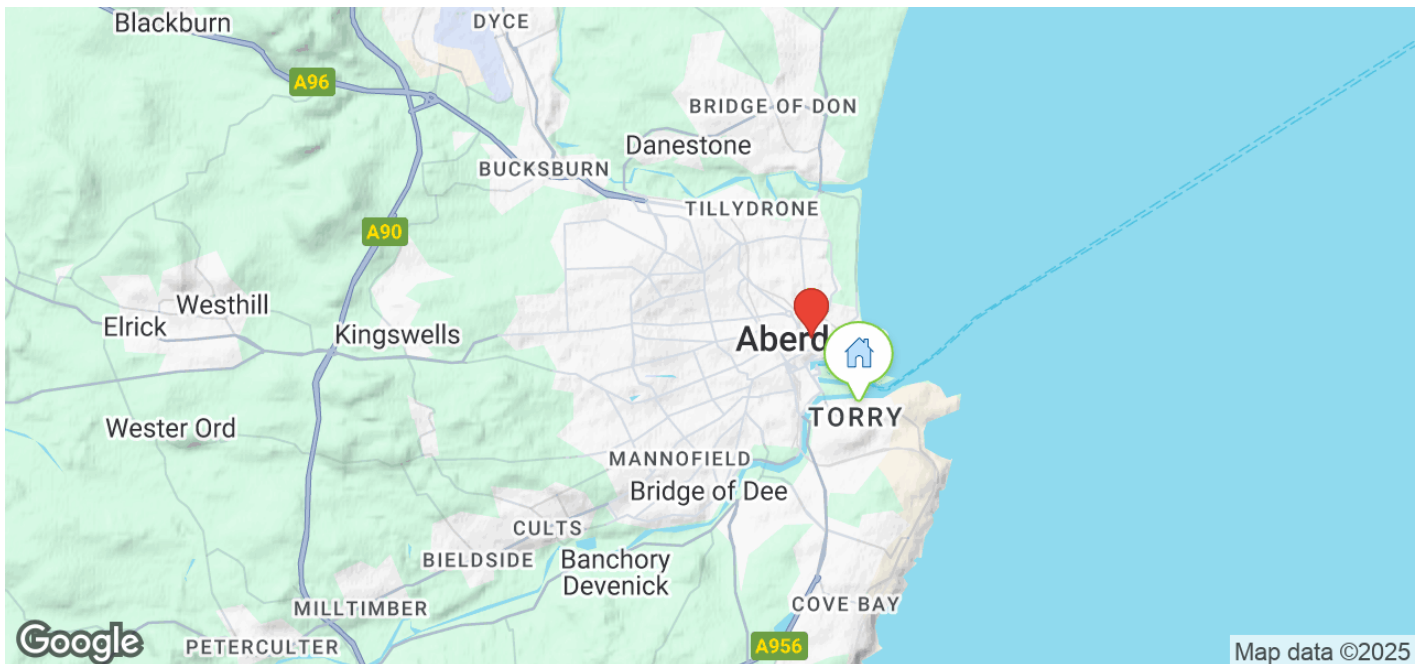 Blackburn
DYCE
A96
BRIDGE OF DON
Danestone
BUCKSBURN
TILLYDRONE
A90
Westhill
Elrick
Kingswells
Aberd
TORRY
Wester Ord
MANNOFIELD
Bridge of Dee
CULTS
BIELDSIDE
Banchory
Devenick
MILLTIMBER
COVE BAY
PETERCULTER
A956
Google
Map data ©2025